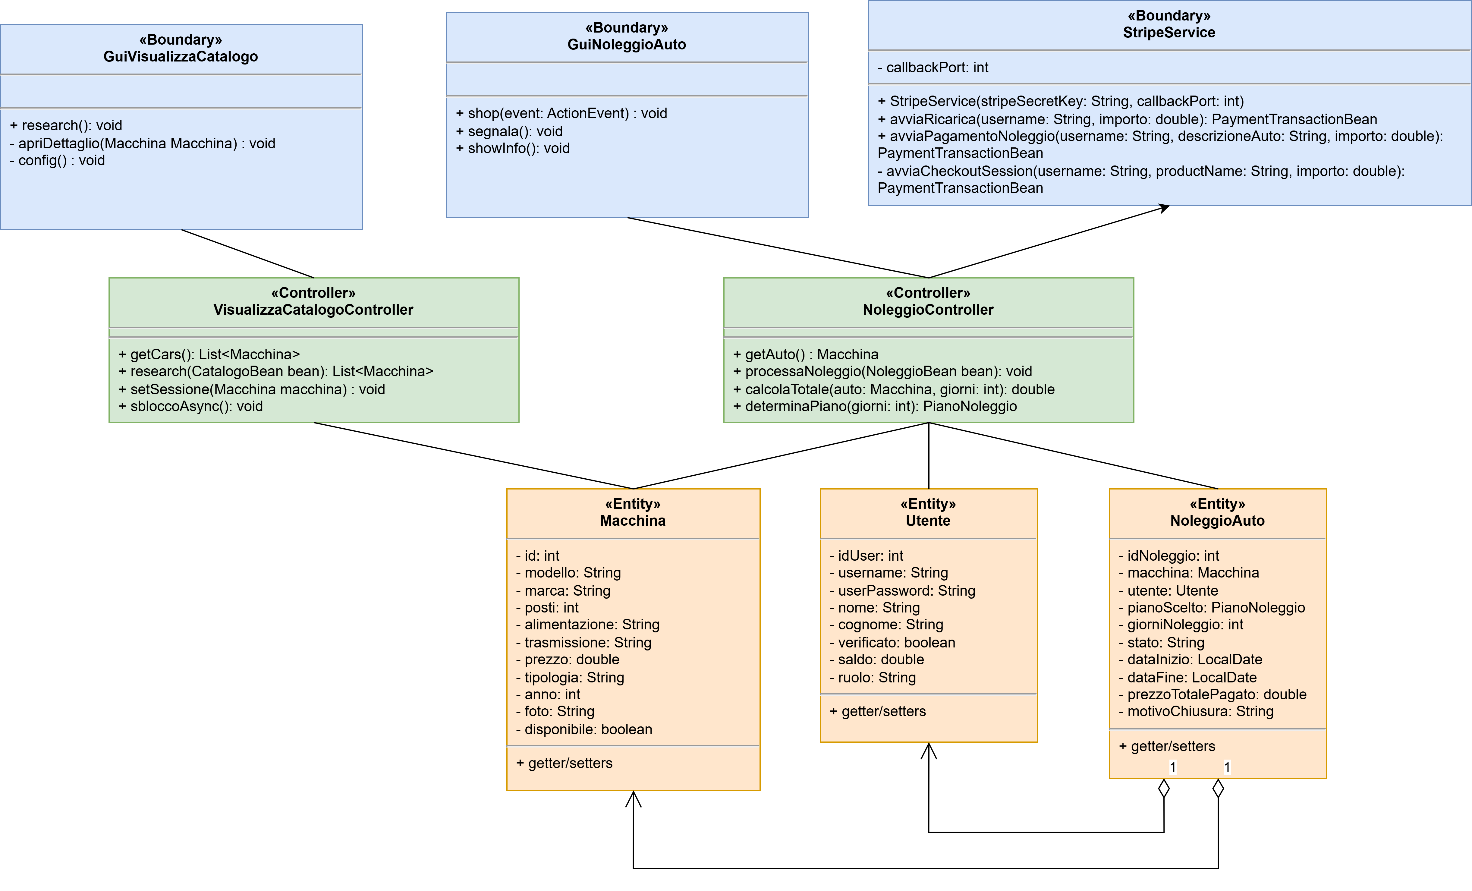 «Boundary»
GuiVisualizzaCatalogo
+ research(): void
- apriDettaglio(Macchina Macchina) : void
- config() : void
«Boundary»
GuiNoleggioAuto
+ shop(event: ActionEvent) : void
+ segnala(): void
+ showInfo(): void
«Boundary»
StripeService
- callbackPort: int
+ StripeService(stripeSecretKey: String, callbackPort: int)
+ avviaRicarica(username: String, importo: double): PaymentTransactionBean
+ avviaPagamentoNoleggio(username: String, descrizioneAuto: String, importo: double):
PaymentTransactionBean
- avviaCheckoutSession(username: String, productName: String, importo: double):
PaymentTransactionBean
«Controller»
VisualizzaCatalogoController
+ getCars(): List<Macchina>
+ research(CatalogoBean bean): List<Macchina>
+ setSessione(Macchina macchina) : void
+ sbloccoAsync(): void
«Controller»
NoleggioController
+ getAuto() : Macchina
+ processaNoleggio(NoleggioBean bean): void
+ calcolaTotale(auto: Macchina, giorni: int): double
+ determinaPiano(giorni: int): PianoNoleggio
«Entity»
Macchina
- id: int
- modello: String
- marca: String
- posti: int
- alimentazione: String
- trasmissione: String
- prezzo: double
- tipologia: String
- anno: int
- foto: String
- disponibile: boolean
+ getter/setters
«Entity»
Utente
- idUser: int
- username: String
- userPassword: String
- nome: String
- cognome: String
- verificato: boolean
- saldo: double
- ruolo: String
+ getter/setters
«Entity»
NoleggioAuto
- idNoleggio: int
- macchina: Macchina
- utente: Utente
- pianoScelto: PianoNoleggio
- giorniNoleggio: int
- stato: String
- dataInizio: LocalDate
- dataFine: LocalDate
- prezzoTotalePagato: double
- motivoChiusura: String
+ getter/setters
1
1